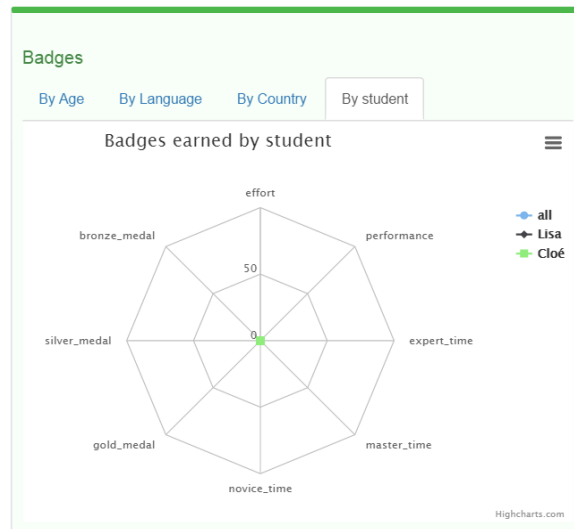 Badges
By Age By Language By Country By student
Badges earned by student
effort
performance
expert_time
master_time
novice_time
gold_medal
silver_medal
bronze_medal
50
0
all
Lisa
Cloé
Highcharts.com